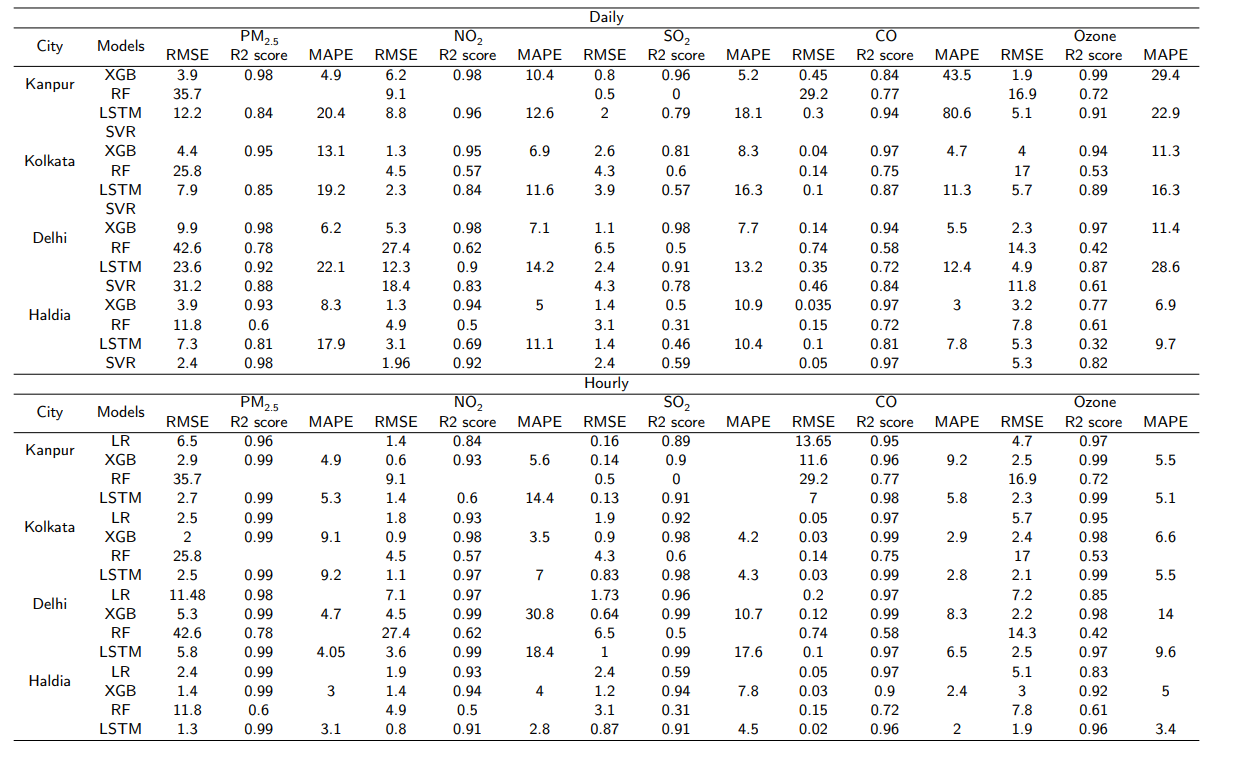 Daily
City Models PM2.5 NO2 SO2 CO Ozone
RMSE R2 score MAPE RMSE R2 score MAPE RMSE R2 score MAPE RMSE R2 score MAPE RMSE R2 score MAPE
Kanpur XGB 3.9 0.98 4.9 6.2 0.98 10.4 0.8 0.96 5.2 0.45 0.84 43.5 1.9 0.99 29.4
RF 35.7 9.1 0.5 0 29.2 0.77 16.9 0.72
LSTM 12.2 0.84 20.4 8.8 0.96 12.6 2 0.79 18.1 0.3 0.94 80.6 5.1 0.91 22.9
SVR
Kolkata XGB 4.4 0.95 13.1 1.3 0.95 6.9 2.6 0.81 8.3 0.04 0.97 4.7 4 0.94 11.3
RF 25.8 4.5 0.57 4.3 0.6 0.14 0.75 17 0.53
LSTM 7.9 0.85 19.2 2.3 0.84 11.6 3.9 0.57 16.3 0.1 0.87 11.3 5.7 0.89 16.3
SVR
Delhi XGB 9.9 0.98 6.2 5.3 0.98 7.1 1.1 0.98 7.7 0.14 0.94 5.5 2.3 0.97 11.4
RF 42.6 0.78 27.4 0.62 6.5 0.5 0.74 0.58 14.3 0.42
LSTM 23.6 0.92 22.1 12.3 0.9 14.2 2.4 0.91 13.2 0.35 0.72 12.4 4.9 0.87 28.6
SVR 31.2 0.88 18.4 0.83 4.3 0.78 0.46 0.84 11.8 0.61
Haldia XGB 3.9 0.93 8.3 1.3 0.94 5 1.4 0.5 10.9 0.035 0.97 3 3.2 0.77 6.9
RF 11.8 0.6 4.9 0.5 3.1 0.31 0.15 0.72 7.8 0.61
LSTM 7.3 0.81 17.9 3.1 0.69 11.1 1.4 0.46 10.4 0.1 0.81 7.8 5.3 0.32 9.7
SVR 2.4 0.98 1.96 0.92 2.4 0.59 0.05 0.97 5.3 0.82
Hourly
City Models PM2.5 NO2 SO2 CO Ozone
RMSE R2 score MAPE RMSE R2 score MAPE RMSE R2 score MAPE RMSE R2 score MAPE RMSE R2 score MAPE
Kanpur LR 6.5 0.96 1.4 0.84 0.16 0.89 13.65 0.95 4.7 0.97
XGB 2.9 0.99 4.9 0.6 0.93 5.6 0.14 0.9 11.6 0.96 9.2 2.5 0.99 5.5
RF 35.7 9.1 0.5 0 29.2 0.77 16.9 0.72
LSTM 2.7 0.99 5.3 1.4 0.6 14.4 0.13 0.91 7 0.98 5.8 2.3 0.99 5.1
Kolkata LR 2.5 0.99 1.8 0.93 1.9 0.92 0.05 0.97 5.7 0.95
XGB 2 0.99 9.1 0.9 0.98 3.5 0.9 0.98 4.2 0.03 0.99 2.9 2.4 0.98 6.6
RF 25.8 4.5 0.57 4.3 0.6 0.14 0.75 17 0.53
LSTM 2.5 0.99 9.2 1.1 0.97 7 0.83 0.98 4.3 0.03 0.99 2.8 2.1 0.99 5.5
Delhi LR 11.48 0.98 7.1 0.97 1.73 0.96 0.2 0.97 7.2 0.85
XGB 5.3 0.99 4.7 4.5 0.99 30.8 0.64 0.99 10.7 0.12 0.99 8.3 2.2 0.98 14
RF 42.6 0.78 27.4 0.62 6.5 0.5 0.74 0.58 14.3 0.42
LSTM 5.8 0.99 4.05 3.6 0.99 18.4 1 0.99 17.6 0.1 0.97 6.5 2.5 0.97 9.6
Haldia LR 2.4 0.99 1.9 0.93 2.4 0.59 0.05 0.97 5.1 0.83
XGB 1.4 0.99 3 1.4 0.94 4 1.2 0.94 7.8 0.03 0.9 2.4 3 0.92 5
RF 11.8 0.6 4.9 0.5 3.1 0.31 0.15 0.72 7.8 0.61
LSTM 1.3 0.99 3.1 0.8 0.91 2.8 0.87 0.91 4.5 0.02 0.96 2 1.9 0.96 3.4